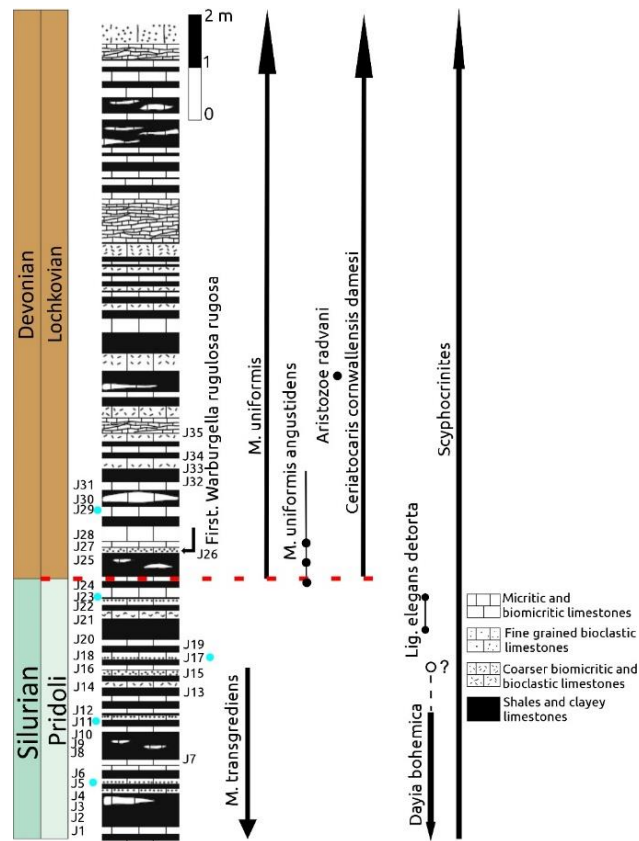 2 m
1
0
Devonian
Lochkovian
Silurian
Pridoli
J35
J34
J33
J32
J31
J30
J29
J28
J27
J26
J25
J24
J23
J22
J21
J20
J19
J18
J17
J16
J15
J14
J13
J12
J11
J10
J9
J8
J7
J6
J5
J4
J3
J2
J1
First. Warburgella rugulosa rugosa
M. uniformis
M. uniformis angustidens
Aristozoe radvani
Ceriatocaris cornwallensis damesi
Scyphocrinites
Lig. elegans detorta
M. transgrediens
?
Dayia bohemica
Micritic and
biomicritic limestones
Fine grained bioclastic
limestones
Coarser biomicritic and
bioclastic limestones
Shales and clayey
limestones